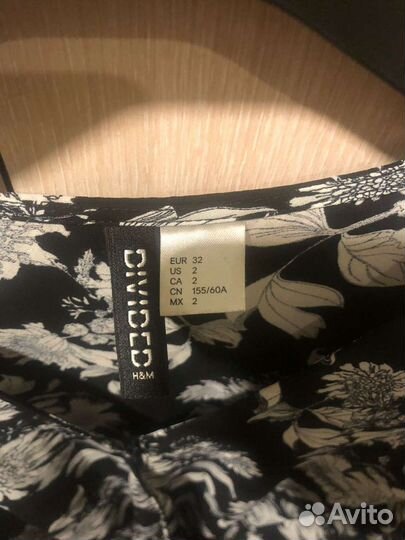 DIVIDED
H&M
EUR 32
US 2
CA 2
CN 155/60A
MX 2
Avito